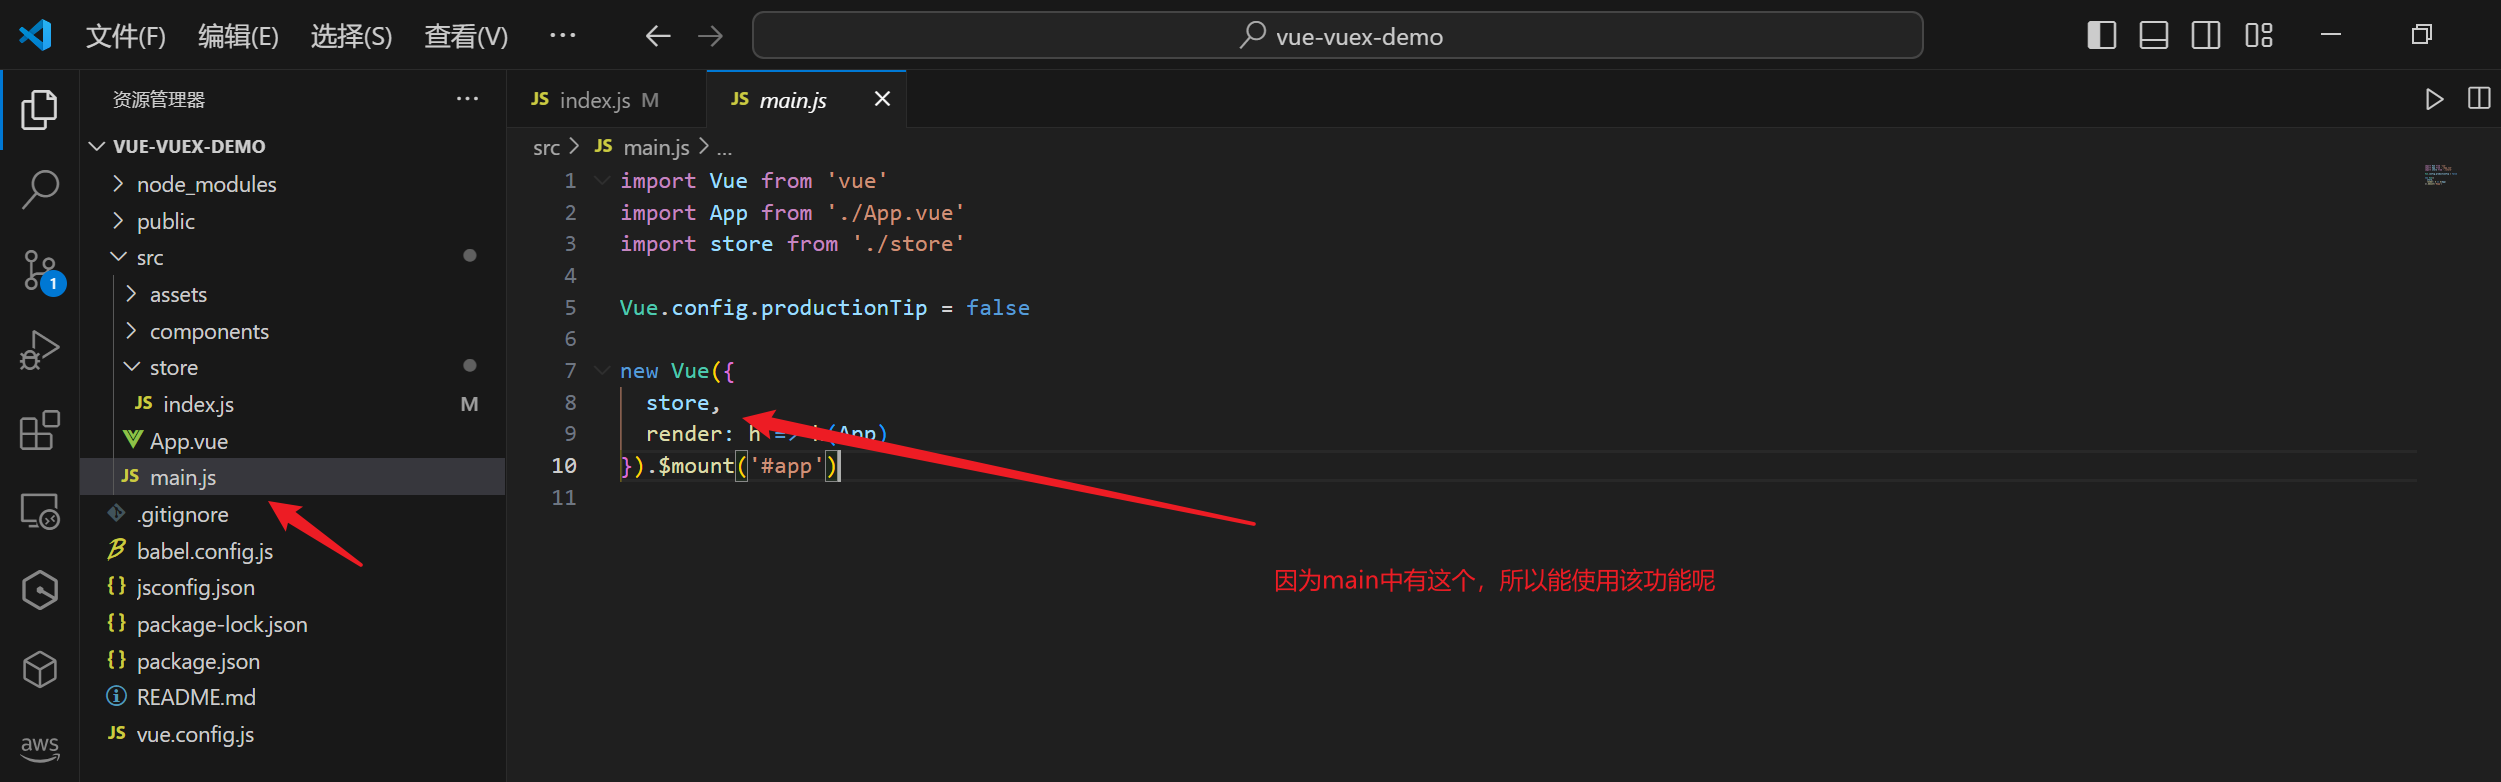 文件(F) 编辑(E) 选择(S) 查看(V) ··· vue-vuex-demo
资源管理器 ···
VUE-VUEX-DEMO
node_modules
public
src
assets
components
store
JS index.js M
App.vue
JS main.js
.gitignore
babel.config.js
{} jsconfig.json
{} package-lock.json
{} package.json
README.md
JS vue.config.js
1
aws
JS index.js M
JS main.js
src > JS main.js > ...
1 import Vue from 'vue'
2 import App from './App.vue'
3 import store from './store'
4
5 Vue.config.productionTip = false
6
7 new Vue({
8 store,
9 render: h => h(App)
10 }).$mount('#app')
11
因为main中有这个，所以能使用该功能呢